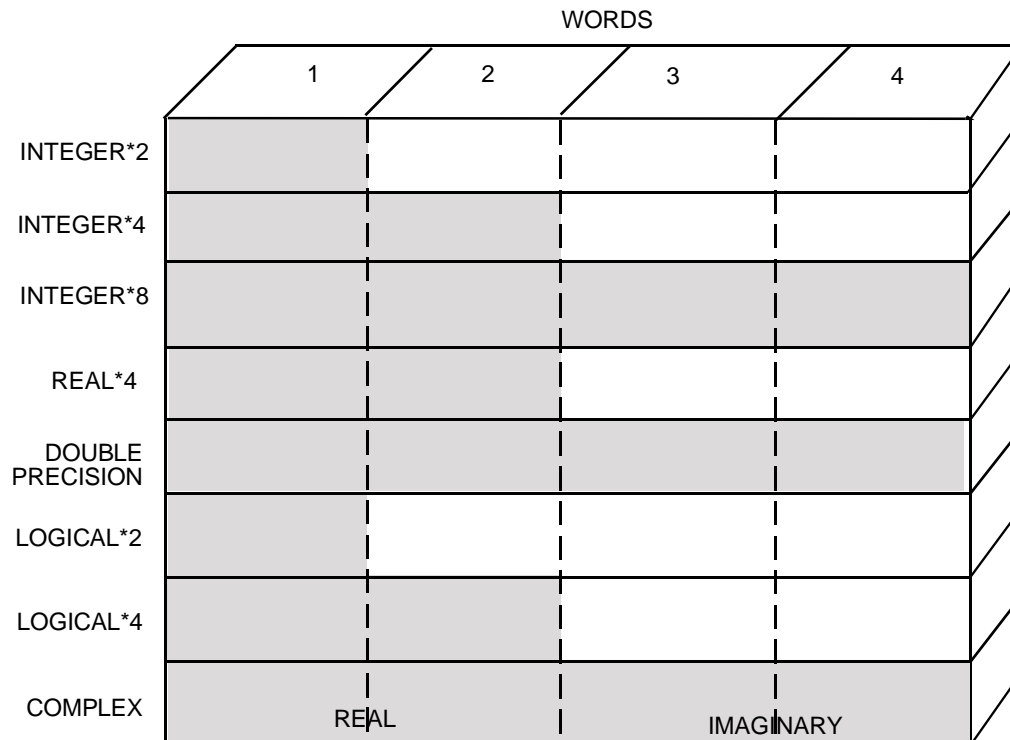 WORDS
1 2 3 4
INTEGER*2
INTEGER*4
INTEGER*8
REAL*4
DOUBLE
PRECISION
LOGICAL*2
LOGICAL*4
COMPLEX REAL IMAGINARY